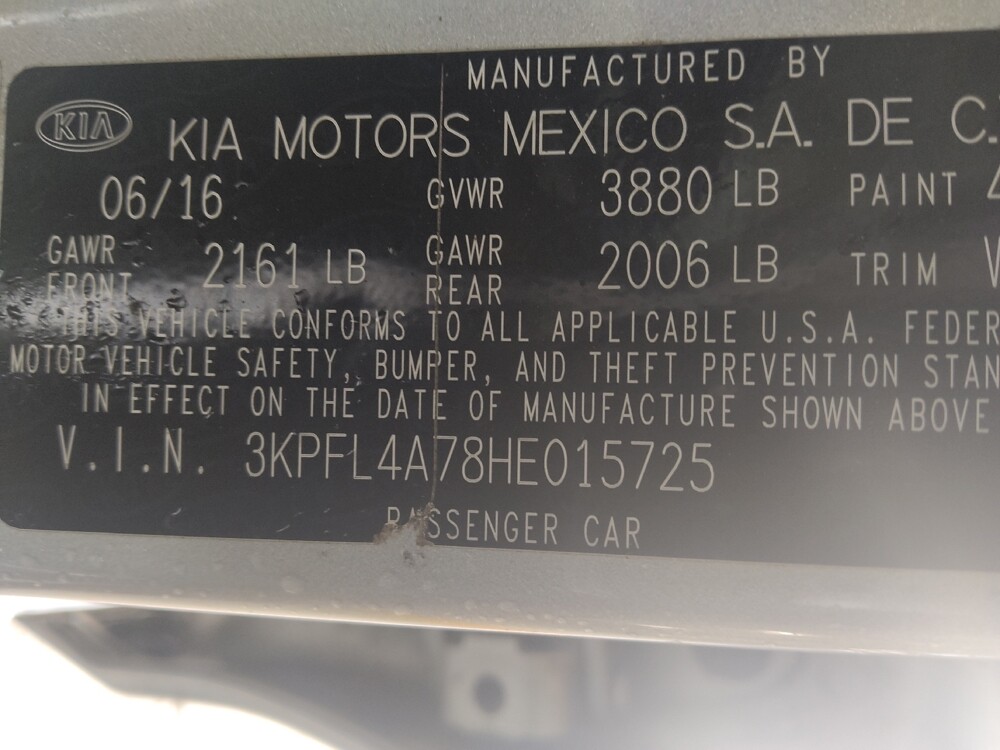 MANUFACTURED BY
KIA KIA MOTORS MEXICO S.A. DE C.
06/16 GVWR 3880 LB PAINT
GAWR FRONT 2161 LB GAWR REAR 2006 LB TRIM
THIS VEHICLE CONFORMS TO ALL APPLICABLE U.S.A. FEDER
MOTOR VEHICLE SAFETY, BUMPER, AND THEFT PREVENTION STAN
IN EFFECT ON THE DATE OF MANUFACTURE SHOWN ABOVE
V.I.N. 3KPFL4A78HE015725
PASSENGER CAR